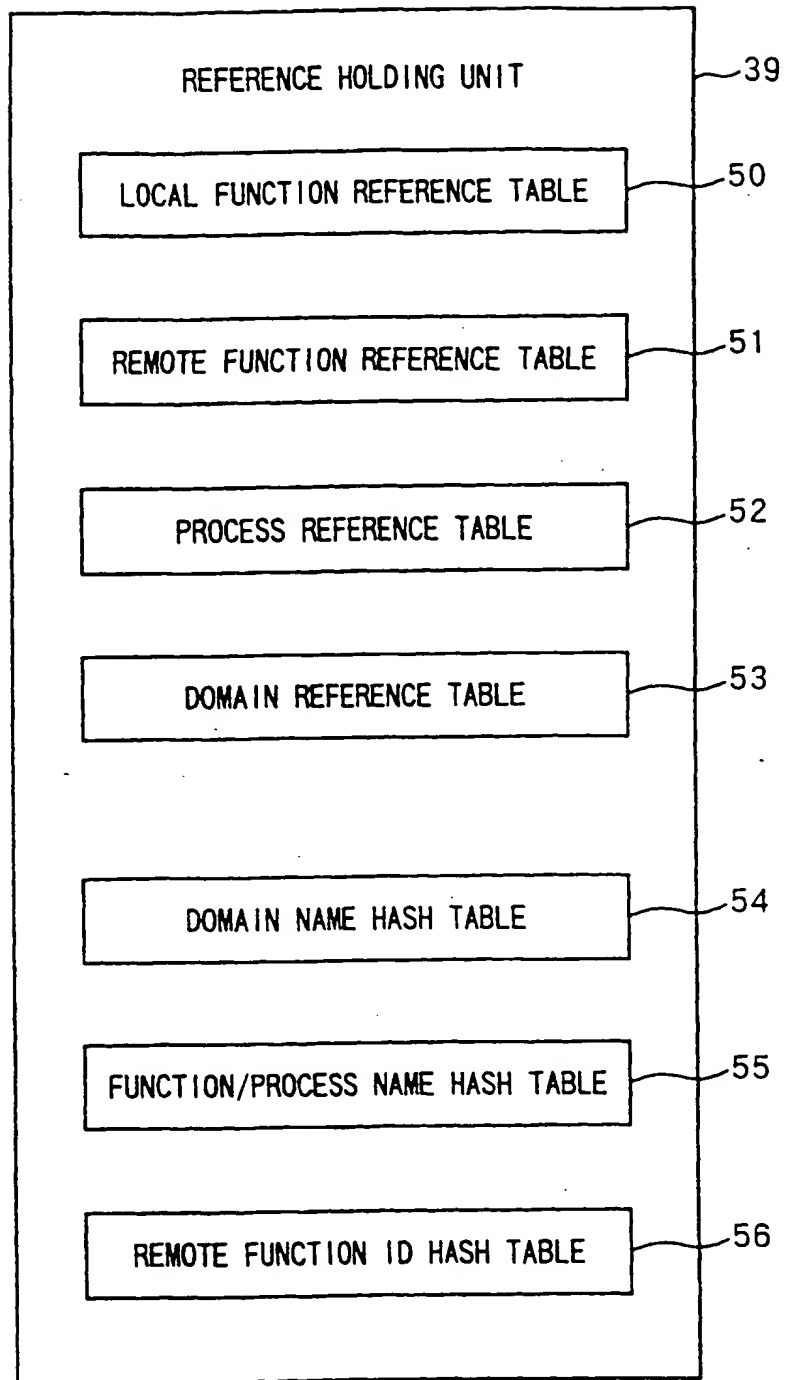 REFERENCE HOLDING UNIT 39
LOCAL FUNCTION REFERENCE TABLE 50
REMOTE FUNCTION REFERENCE TABLE 51
PROCESS REFERENCE TABLE 52
DOMAIN REFERENCE TABLE 53
DOMAIN NAME HASH TABLE 54
FUNCTION/PROCESS NAME HASH TABLE 55
REMOTE FUNCTION ID HASH TABLE 56